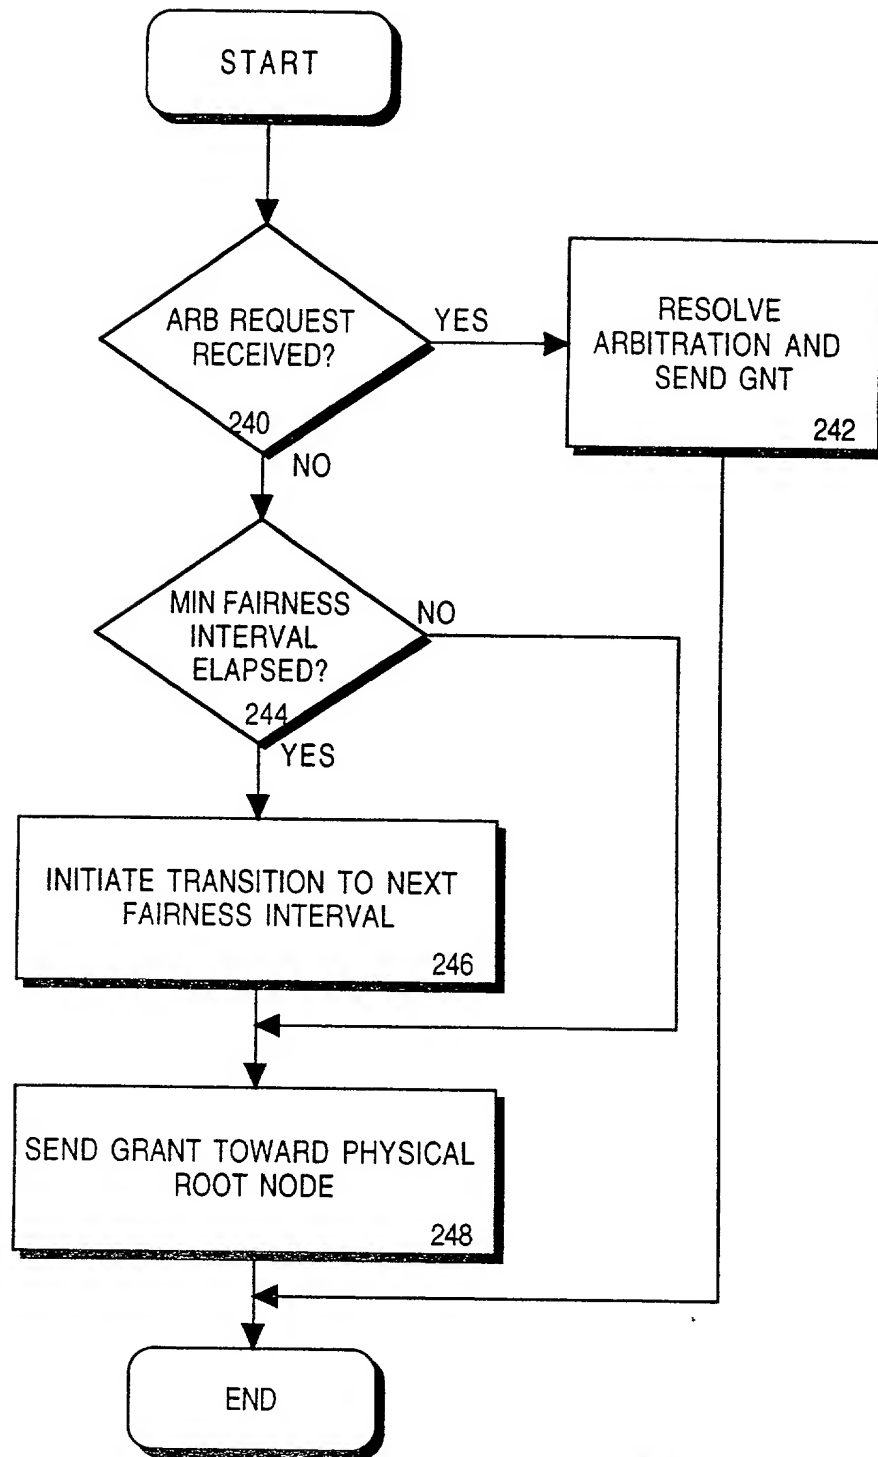 START
ARB REQUEST
RECEIVED?
240
YES
NO
RESOLVE
ARBITRATION AND
SEND GNT
242
MIN FAIRNESS
INTERVAL
ELAPSED?
244
NO
YES
INITIATE TRANSITION TO NEXT
FAIRNESS INTERVAL
246
SEND GRANT TOWARD PHYSICAL
ROOT NODE
248
END